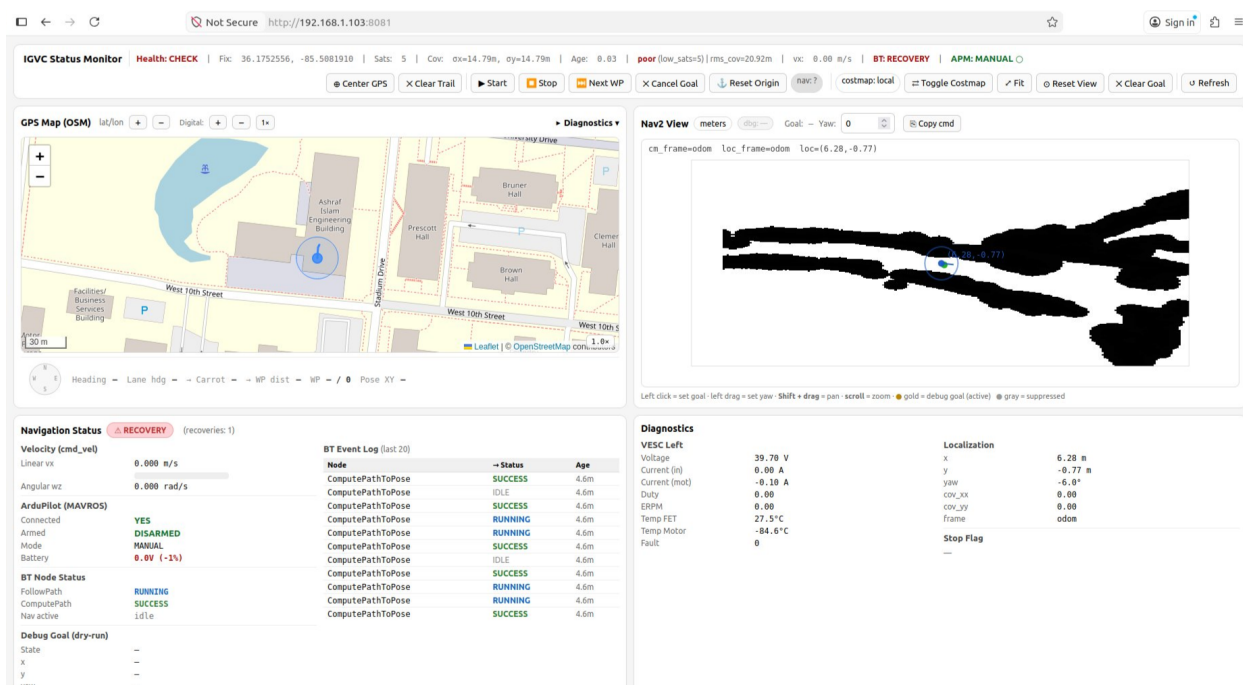 Not Secure http://192.168.1.103:8081
Sign in
IGVC Status Monitor Health: CHECK | Fix: 36.1752556, -85.5081910 | Sats: 5 | Cov: σx=14.79m, σy=14.79m | Age: 0.03 | poor (low_sats=5) | rms_cov=20.92m | vx: 0.00 m/s | BT: RECOVERY | APM: MANUAL
Center GPS Clear Trail Start Stop Next WP Cancel Goal Reset Origin nav: ? costmap: local Toggle Costmap Fit Reset View Clear Goal Refresh
GPS Map (OSM) lat/lon + − Digital: + − 1x ▸ Diagnostics ▾
+
−
University Drive
P
Bruner
Hall
Ashraf
Islam
Engineering
Building
Prescott
Hall
P
Brown
Hall
Stadium Drive
West 10th Street
Facilities/
Business
Services
Building
P
West 10th Street
30 m
1.0×
Leaflet | © OpenStreetMap
N
W E
S
Heading – Lane hdg – → Carrot – → WP dist – WP – / 0 Pose XY –
Nav2 View meters dbg: — Goal: – Yaw: 0 Copy cmd
cm_frame=odom loc_frame=odom loc=(6.28,-0.77)
Left click = set goal · left drag = set yaw · Shift + drag = pan · scroll = zoom · gold = debug goal (active) gray = suppressed
Navigation Status ⚠ RECOVERY (recoveries: 1)
Velocity (cmd_vel)
Linear vx 0.000 m/s
Angular wz 0.000 rad/s
ArduPilot (MAVROS)
Connected YES
Armed DISARMED
Mode MANUAL
Battery 0.0V (-1%)
BT Node Status
FollowPath RUNNING
ComputePath SUCCESS
Nav active idle
Debug Goal (dry-run)
State –
x –
y –
BT Event Log (last 20)
Node → Status Age
ComputePathToPose SUCCESS 4.6m
ComputePathToPose IDLE 4.6m
ComputePathToPose SUCCESS 4.6m
ComputePathToPose RUNNING 4.6m
ComputePathToPose RUNNING 4.6m
ComputePathToPose SUCCESS 4.6m
ComputePathToPose IDLE 4.6m
ComputePathToPose SUCCESS 4.6m
ComputePathToPose RUNNING 4.6m
ComputePathToPose RUNNING 4.6m
ComputePathToPose SUCCESS 4.6m
Diagnostics
VESC Left
Voltage 39.70 V
Current (in) 0.00 A
Current (mot) -0.10 A
Duty 0.00
ERPM 0.00
Temp FET 27.5°C
Temp Motor -84.6°C
Fault 0
Localization
x 6.28 m
y -0.77 m
yaw -6.0°
cov_xx 0.00
cov_yy 0.00
frame odom
Stop Flag
—